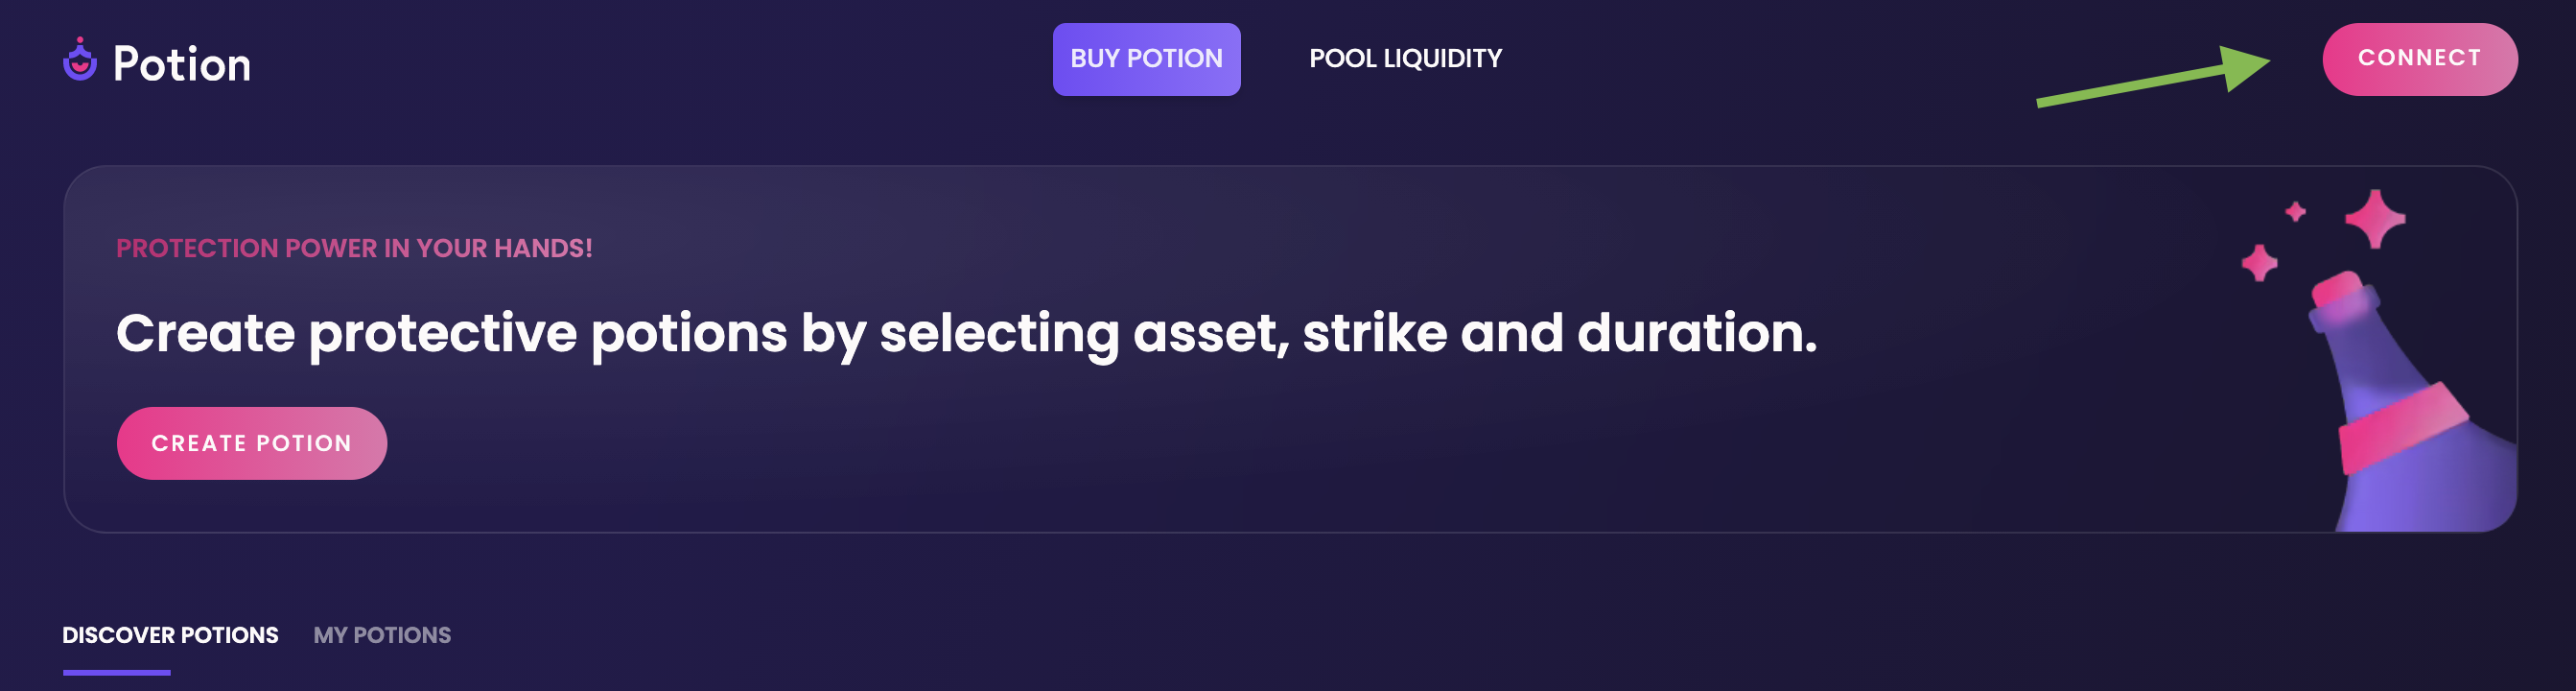 Potion
BUY POTION
POOL LIQUIDITY
CONNECT
PROTECTION POWER IN YOUR HANDS!
Create protective potions by selecting asset, strike and duration.
CREATE POTION
DISCOVER POTIONS
MY POTIONS